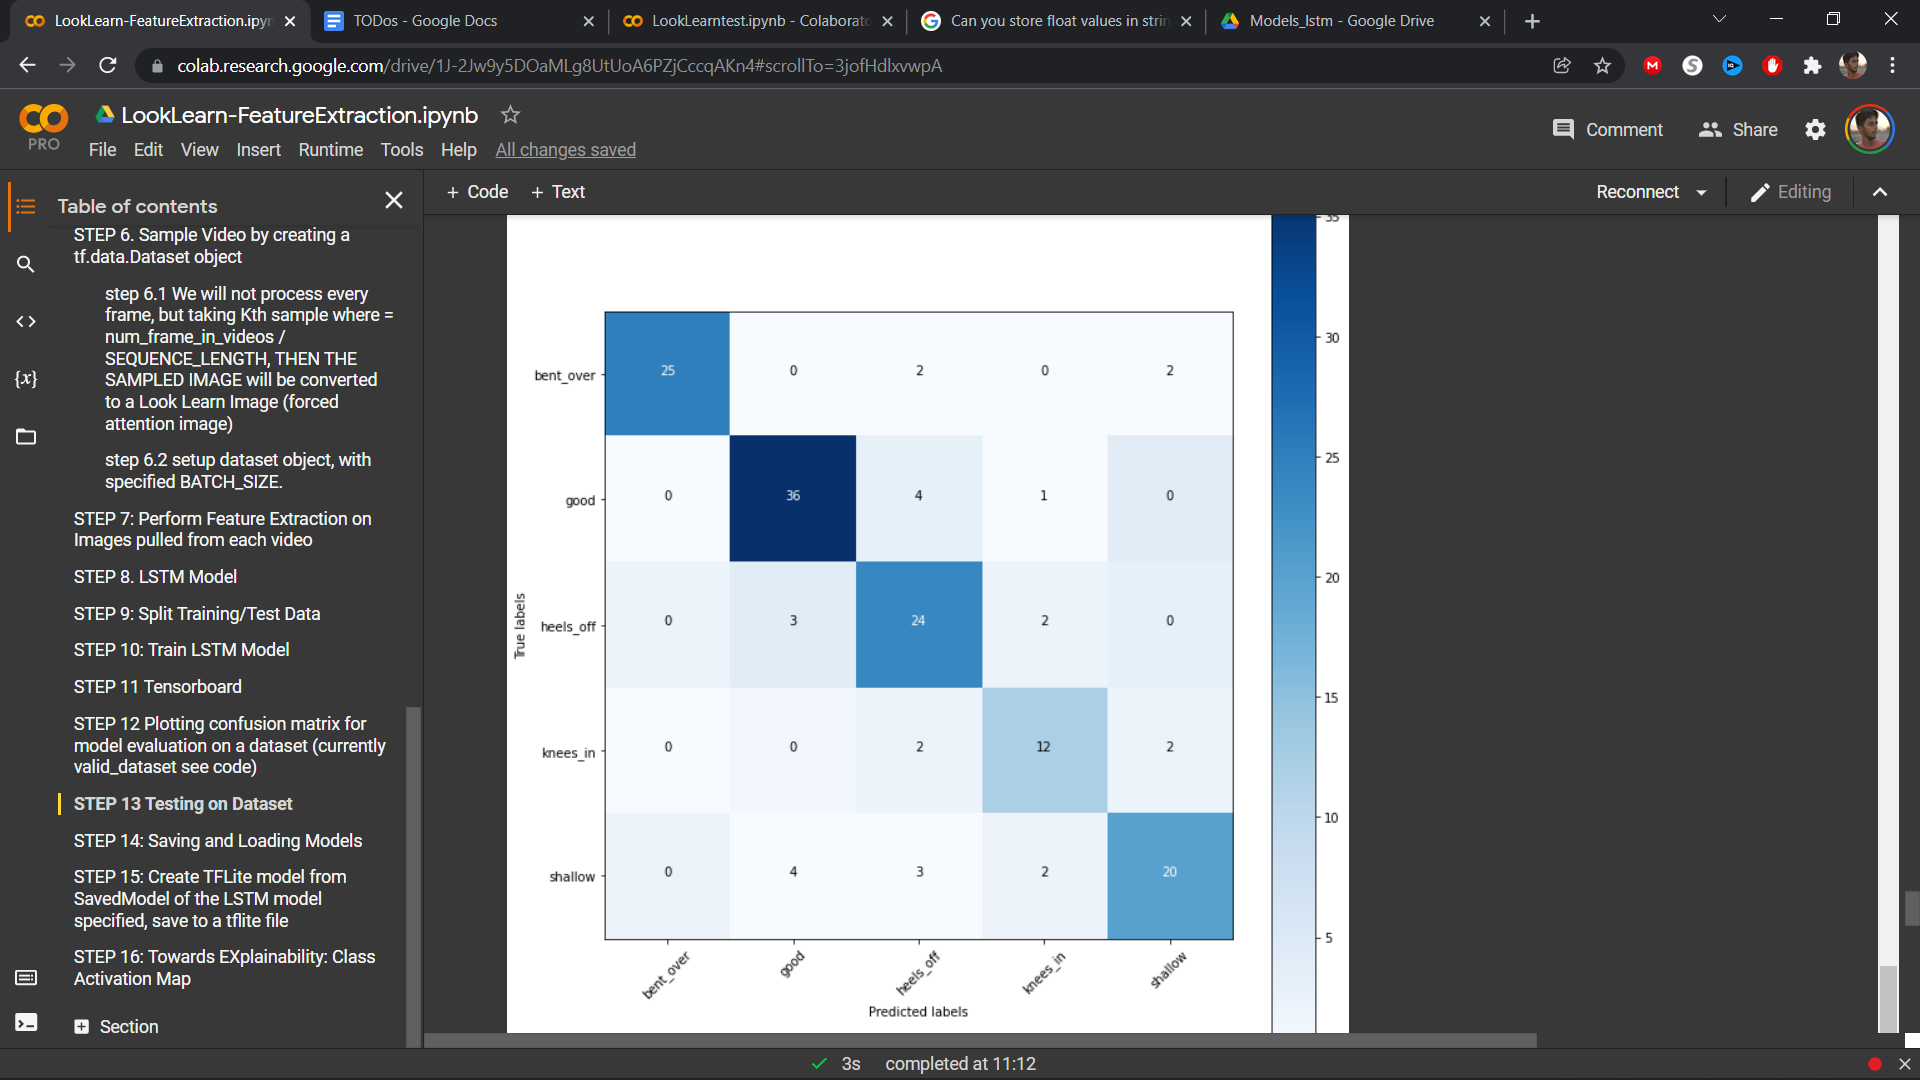 LookLearn-FeatureExtraction.ipyn
TODos - Google Docs
LookLearntest.ipynb - Colaborato
Can you store float values in strin
Models_lstm - Google Drive
colab.research.google.com/drive/1J-2Jw9y5DOaMLg8UtUoA6PZjCccqAKn4#scrollTo=3jofHdlxvwpA
PRO
LookLearn-FeatureExtraction.ipynb
File Edit View Insert Runtime Tools Help All changes saved
Comment
Share
Table of contents
+ Code + Text
Reconnect
Editing
STEP 6. Sample Video by creating a
tf.data.Dataset object
step 6.1 We will not process every
frame, but taking Kth sample where =
num_frame_in_videos /
SEQUENCE_LENGTH, THEN THE
SAMPLED IMAGE will be converted
to a Look Learn Image (forced
attention image)
step 6.2 setup dataset object, with
specified BATCH_SIZE.
STEP 7: Perform Feature Extraction on
Images pulled from each video
STEP 8. LSTM Model
STEP 9: Split Training/Test Data
STEP 10: Train LSTM Model
STEP 11 Tensorboard
STEP 12 Plotting confusion matrix for
model evaluation on a dataset (currently
valid_dataset see code)
STEP 13 Testing on Dataset
STEP 14: Saving and Loading Models
STEP 15: Create TFLite model from
SavedModel of the LSTM model
specified, save to a tflite file
STEP 16: Towards EXplainability: Class
Activation Map
Section
True labels
bent_over 25 0 2 0 2
good 0 36 4 1 0
heels_off 0 3 24 2 0
knees_in 0 0 2 12 2
shallow 0 4 3 2 20
bent_over good heels_off knees_in shallow
Predicted labels
35
30
25
20
15
10
5
3s completed at 11:12